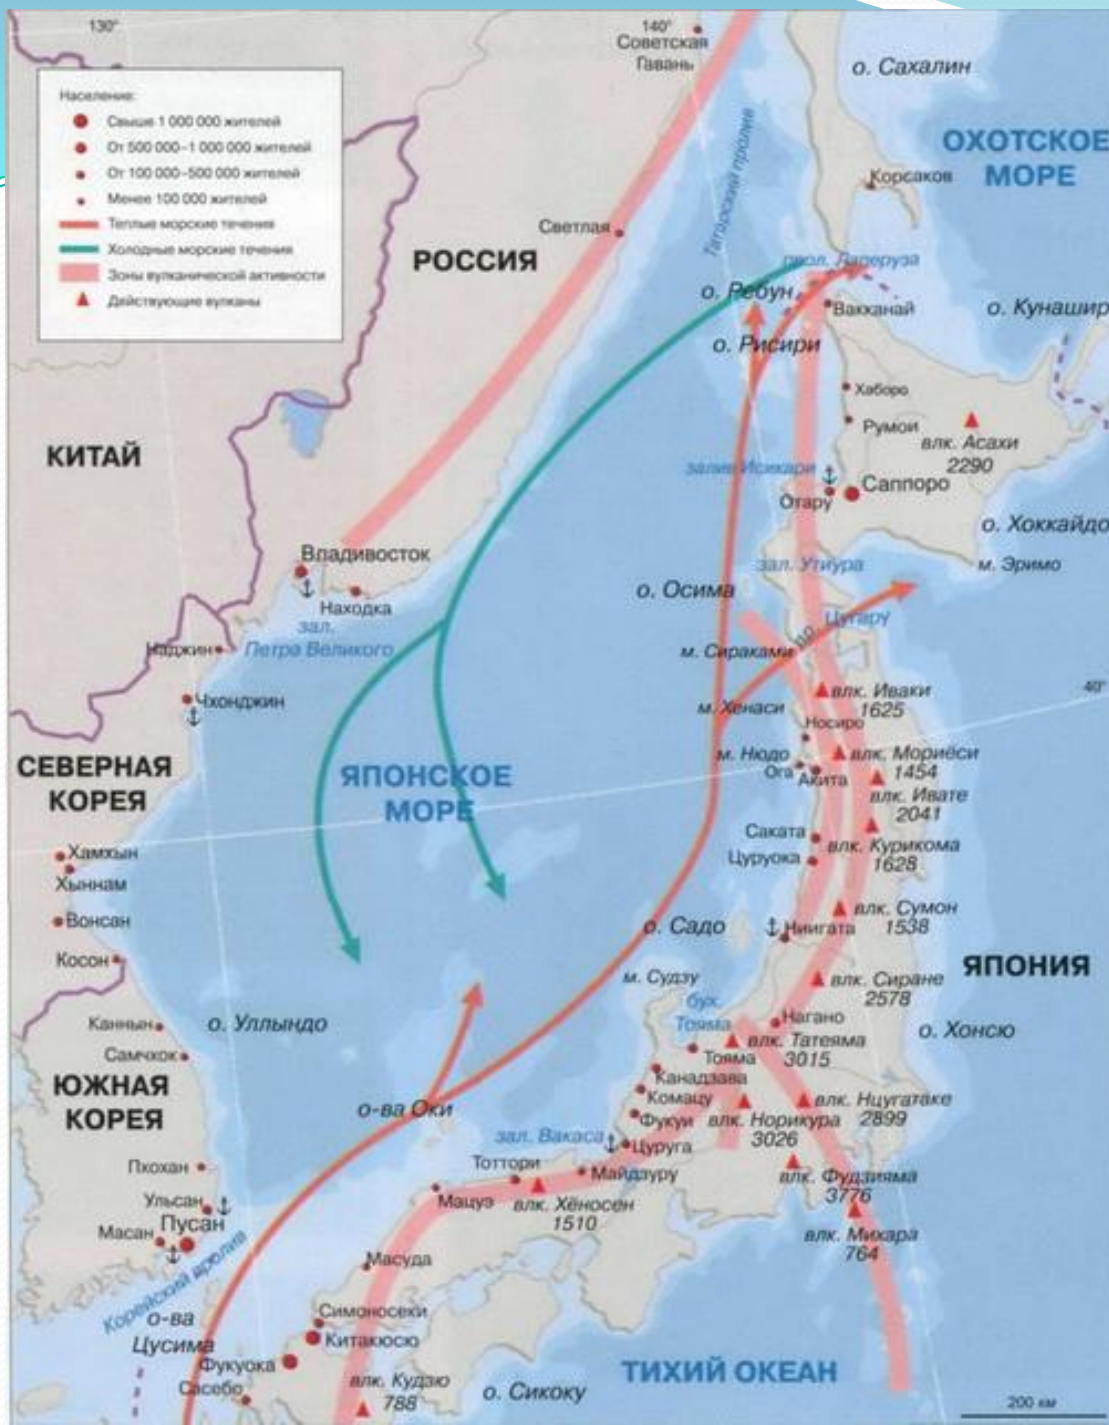 130°
140°
Советская
Гавань
о. Сахалин
Население:
Свыше 1 000 000 жителей
От 500 000–1 000 000 жителей
От 100 000–500 000 жителей
Менее 100 000 жителей
Теплые морские течения
Холодные морские течения
Зоны вулканической активности
Действующие вулканы
ОХОТСКОЕ
МОРЕ
Татарский пролив
Корсаков
Светлая
РОССИЯ
прол. Лаперуза
о. Ребун
Вакханай
о. Кунашир
о. Рисири
Хаборо
Румои
влк. Асахи
2290
КИТАЙ
залив Исикари
Саппоро
Отару
о. Хоккайдо
Владивосток
зал. Утиура
м. Эримо
Находка
о. Осима
зал.
Петра Великого
пр. Цугару
Наджин
м. Сираками
Чхонджин
40°
влк. Иваки
1625
м. Хенаси
Носиро
СЕВЕРНАЯ
КОРЕЯ
ЯПОНСКОЕ
МОРЕ
м. Нюдо
Ога
Акита
влк. Мориёси
1454
влк. Ивате
2041
Саката
влк. Курикома
1628
Цуруока
Хамхын
Хыннам
Вонсан
о. Садо
Ниигата
влк. Сумон
1538
Косон
м. Судзу
ЯПОНИЯ
влк. Сиране
2578
бух.
Тояма
Каннын
о. Уллындо
Нагано
о. Хонсю
Самчхок
влк. Татеяма
3015
Тояма
ЮЖНАЯ
КОРЕЯ
Канадзава
Комацу
о-ва Оки
Фукуи
влк. Норикура
3026
влк. Нцугатаке
2899
зал. Вакаса
Цуруга
Пхохан
Тоттори
Майдзуру
влк. Фудзияма
3776
Ульсан
Мацуэ
влк. Хёносен
1510
Пусан
Масан
влк. Михара
764
Корейский пролив
Масуда
о-ва
Цусима
Симоносеки
Китакюсю
Фукуока
Сасебо
влк. Кудзю
788
о. Сикоку
ТИХИЙ ОКЕАН
200 км